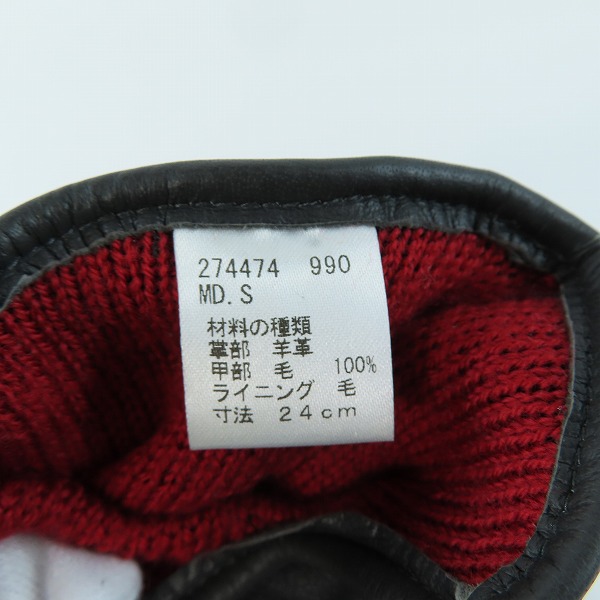 274474 990
MD.S
材料の種類
掌部 羊革
甲部 毛 100%
ライニング 毛
寸法 24cm